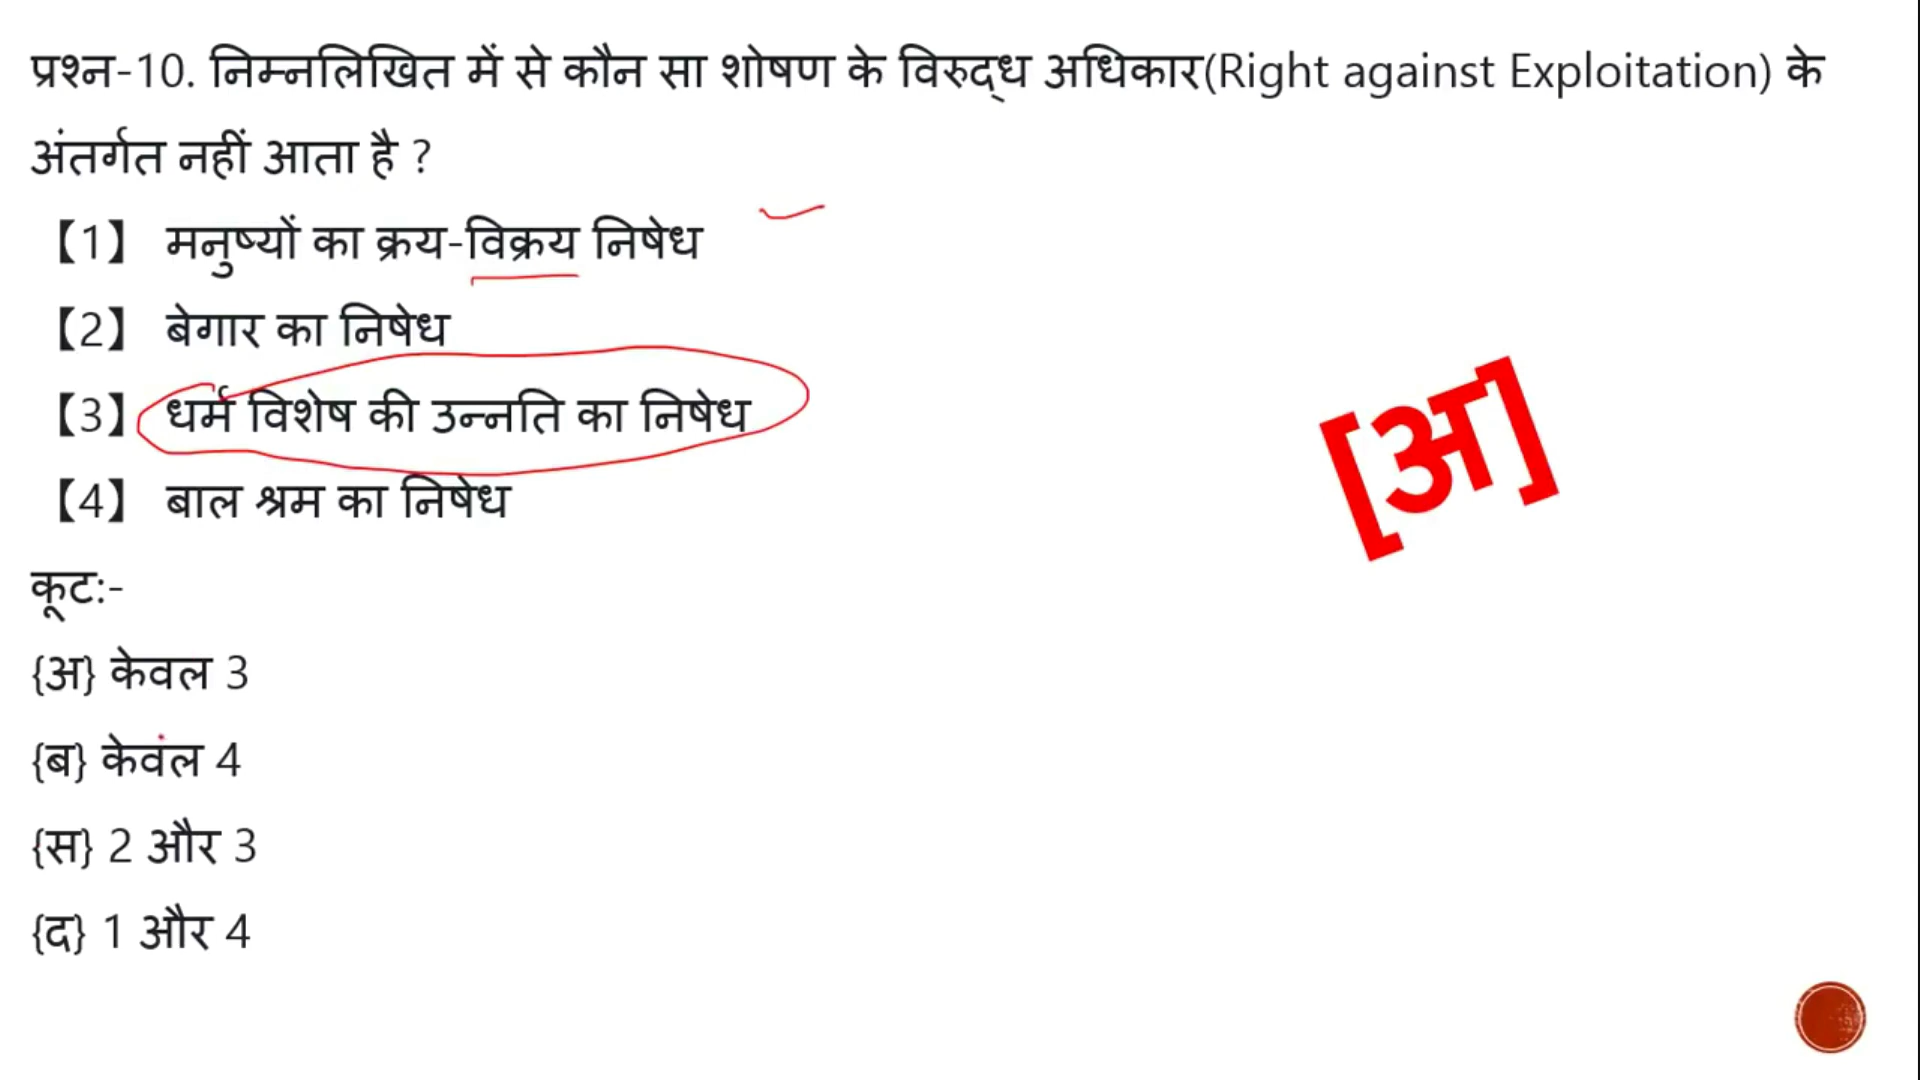 प्रश्न-10. निम्नलिखित में से कौन सा शोषण के विरुद्ध अधिकार(Right against Exploitation) के
अंतर्गत नहीं आता है ?
【1】 मनुष्यों का क्रय-विक्रय निषेध
【2】 बेगार का निषेध
【3】 धर्म विशेष की उन्नति का निषेध
【4】 बाल श्रम का निषेध
[अ]
कूट:-
{अ} केवल 3
{ब} केवल 4
{स} 2 और 3
{द} 1 और 4